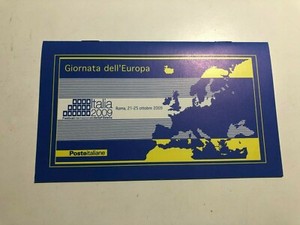 Giornata dell'Europa
Italia
2009
Roma, 21-25 ottobre 2009
Posteitaliane